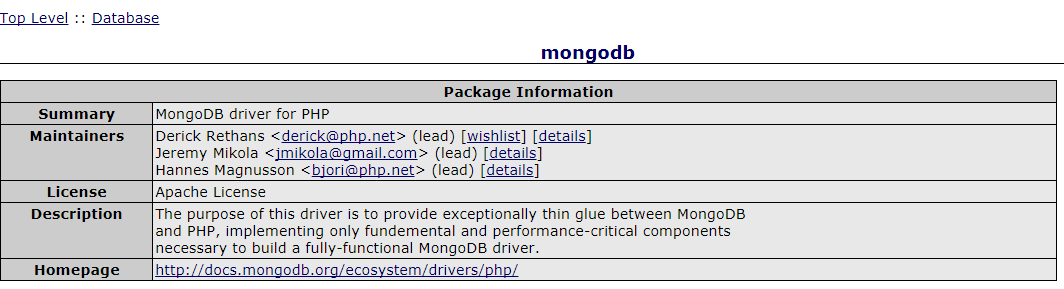 Top Level :: Database
mongodb
Package Information
Summary MongoDB driver for PHP
Maintainers Derick Rethans <derick@php.net> (lead) [wishlist] [details]
Jeremy Mikola <jmikola@gmail.com> (lead) [details]
Hannes Magnusson <bjori@php.net> (lead) [details]
License Apache License
Description The purpose of this driver is to provide exceptionally thin glue between MongoDB
and PHP, implementing only fundemental and performance-critical components
necessary to build a fully-functional MongoDB driver.
Homepage http://docs.mongodb.org/ecosystem/drivers/php/